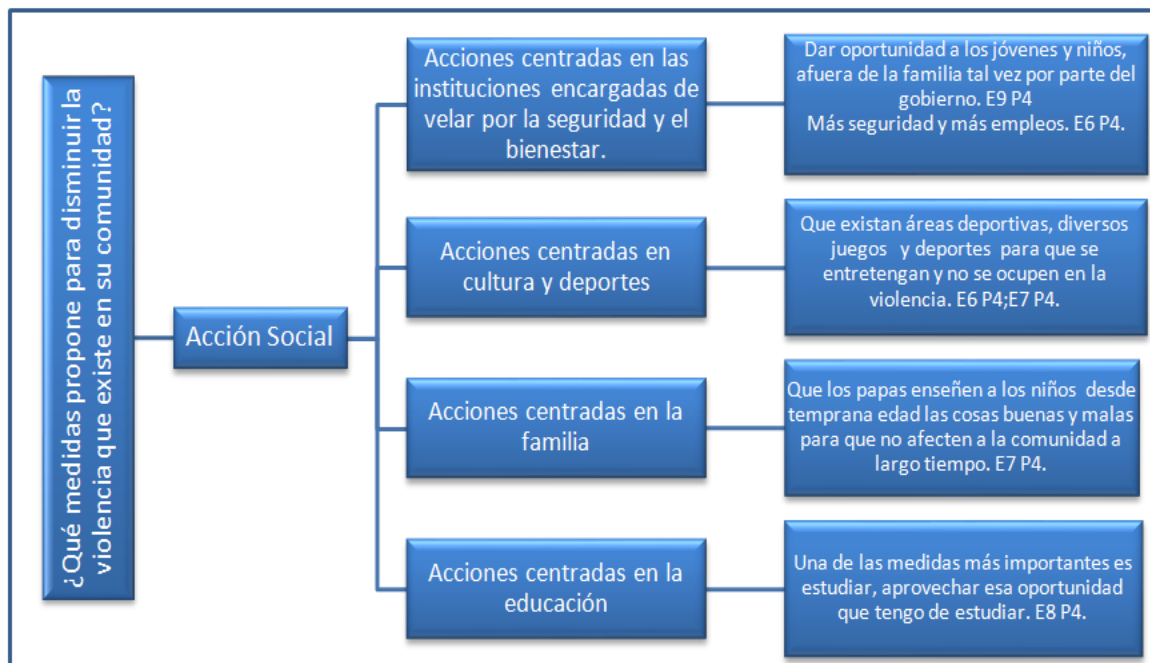 ¿Qué medidas propone para disminuir la
violencia que existe en su comunidad?
Acción Social
Acciones centradas en las
instituciones encargadas de
velar por la seguridad y el
bienestar.
Dar oportunidad a los jóvenes y niños,
afuera de la familia tal vez por parte del
gobierno. E9 P4
Más seguridad y más empleos. E6 P4.
Acciones centradas en
cultura y deportes
Que existan áreas deportivas, diversos
juegos y deportes para que se
entretengan y no se ocupen en la
violencia. E6 P4;E7 P4.
Acciones centradas en la
familia
Que los papas enseñen a los niños desde
temprana edad las cosas buenas y malas
para que no afecten a la comunidad a
largo tiempo. E7 P4.
Acciones centradas en la
educación
Una de las medidas más importantes es
estudiar, aprovechar esa oportunidad
que tengo de estudiar. E8 P4.